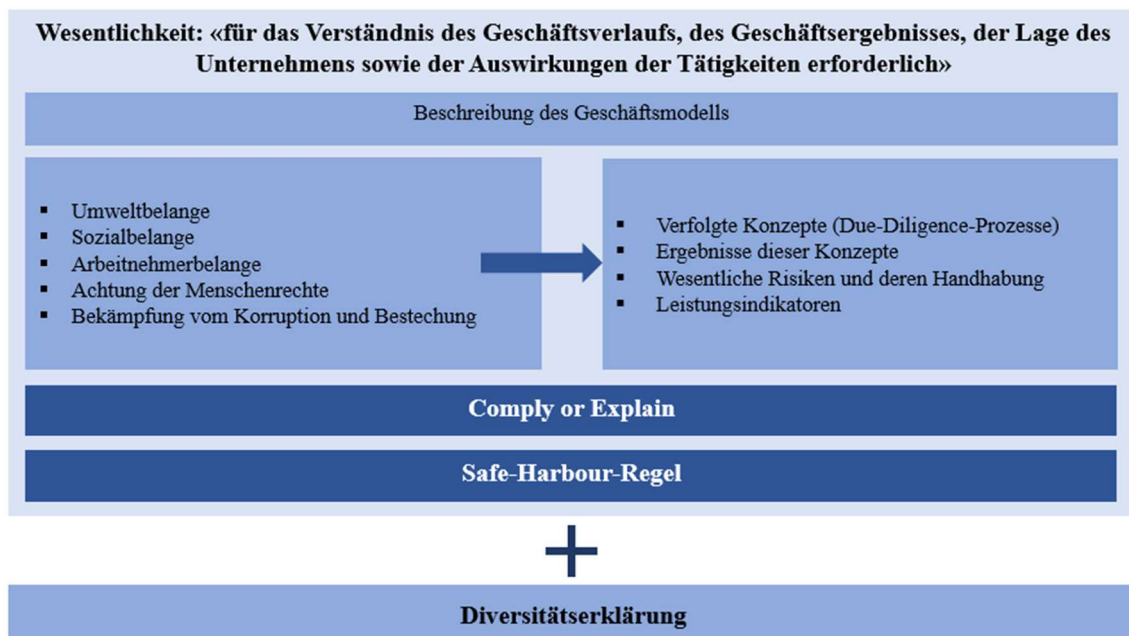 Wesentlichkeit: «für das Verständnis des Geschäftsverlaufs, des Geschäftsergebnisses, der Lage des
Unternehmens sowie der Auswirkungen der Tätigkeiten erforderlich»
Beschreibung des Geschäftsmodells
▪ Umweltbelange
▪ Sozialbelange
▪ Arbeitnehmerbelange
▪ Achtung der Menschenrechte
▪ Bekämpfung vom Korruption und Bestechung
▪ Verfolgte Konzepte (Due-Diligence-Prozesse)
▪ Ergebnisse dieser Konzepte
▪ Wesentliche Risiken und deren Handhabung
▪ Leistungsindikatoren
Comply or Explain
Safe-Harbour-Regel
+
Diversitätserklärung